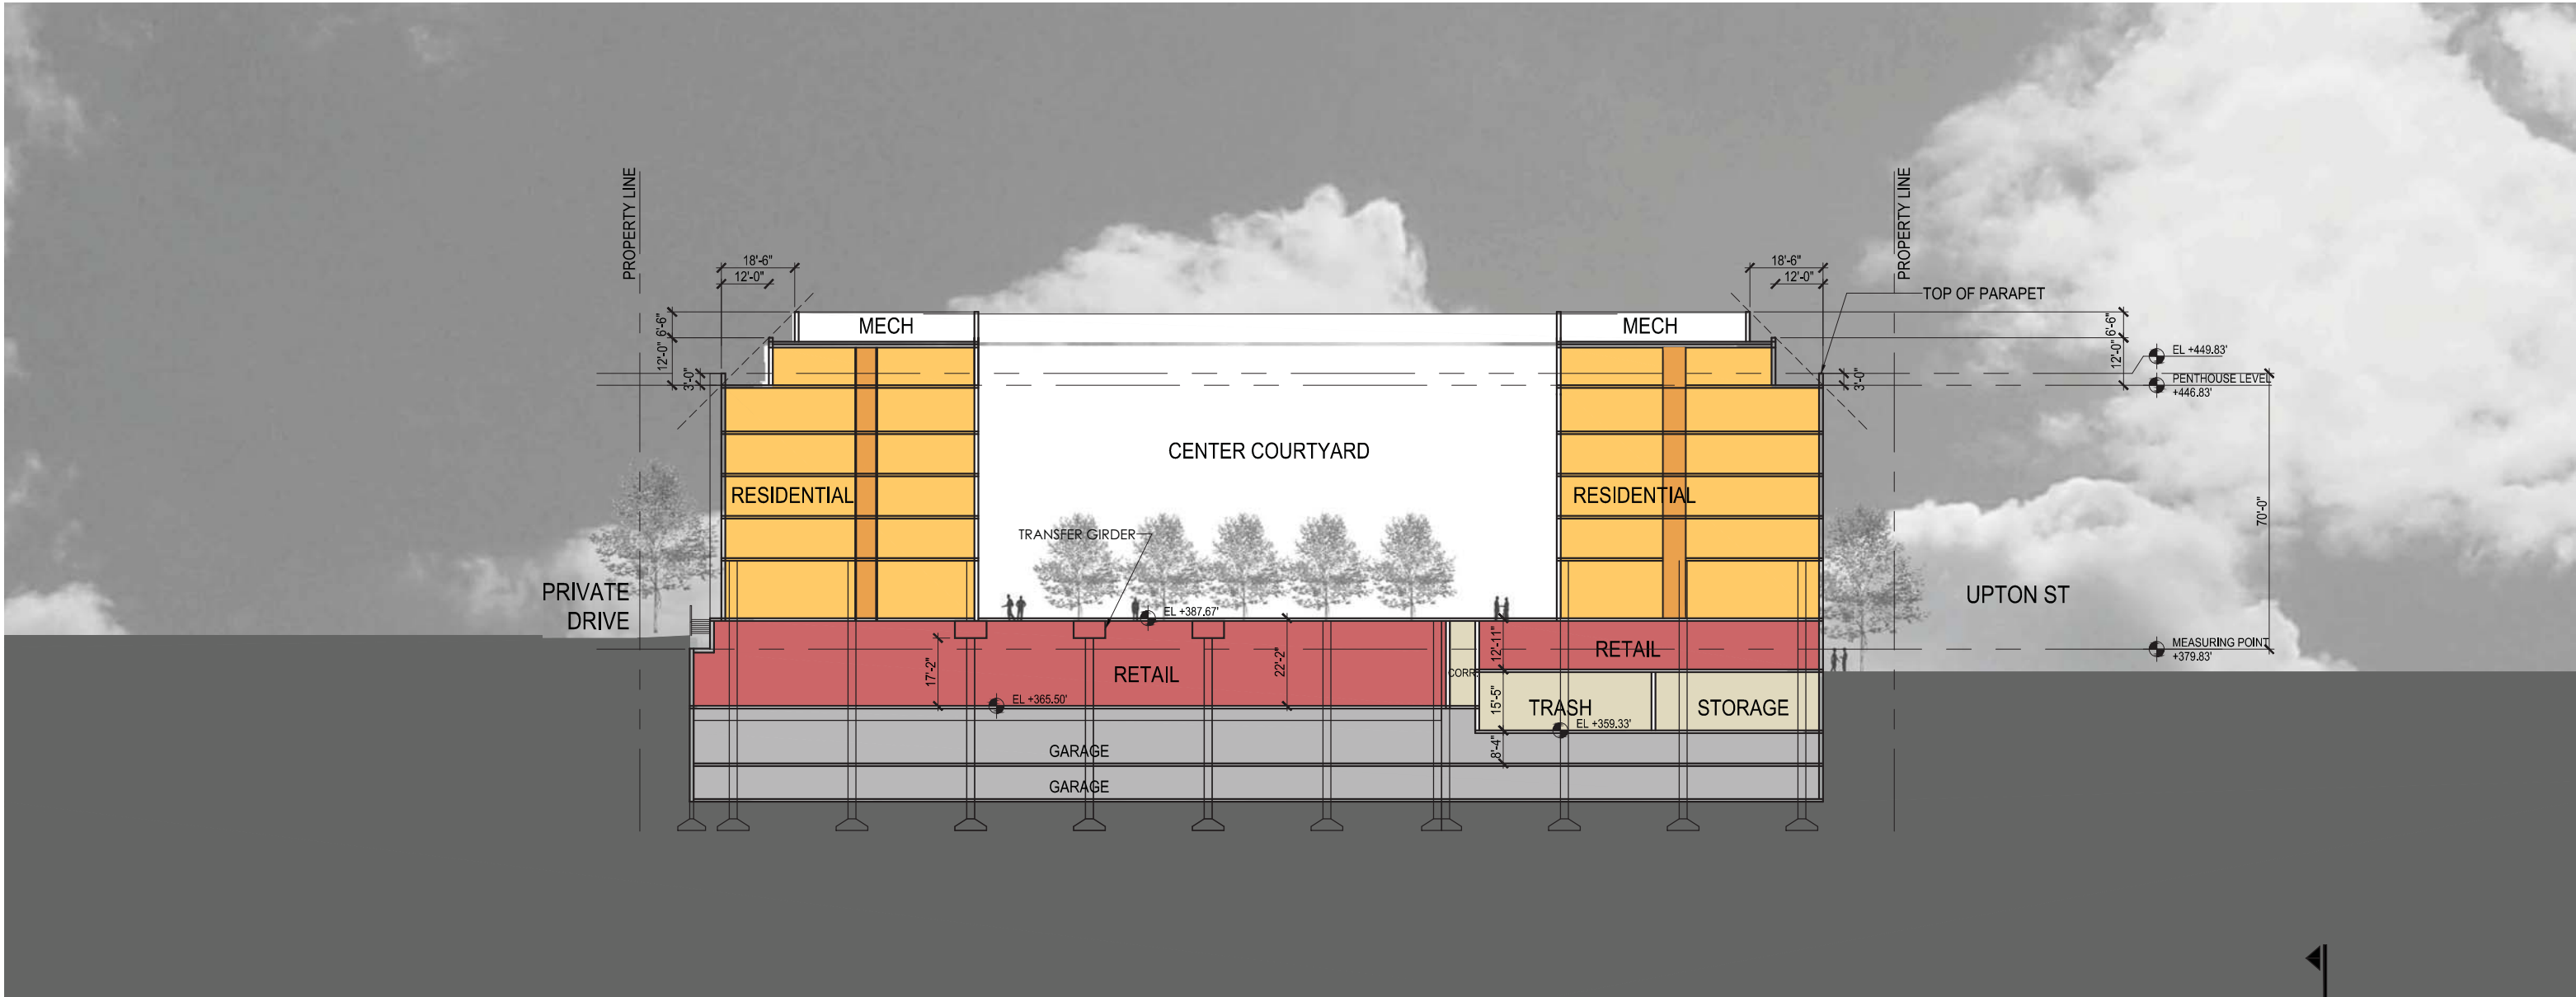 PROPERTY LINE
PROPERTY LINE
18'-6"
12'-0"
18'-6"
12'-0"
TOP OF PARAPET
6'-6"
12'-0"
3'-0"
MECH
MECH
6'-6"
12'-0"
3'-0"
EL +449.83'
PENTHOUSE LEVEL
+446.83'
CENTER COURTYARD
RESIDENTIAL
RESIDENTIAL
70'-0"
TRANSFER GIRDER
PRIVATE
DRIVE
UPTON ST
EL +387.67'
MEASURING POINT
+379.83'
RETAIL
RETAIL
17'-2"
22'-2"
12'-11"
CORR.
EL +365.50'
15'-5"
TRASH
STORAGE
EL +359.33'
8'-4"
GARAGE
GARAGE